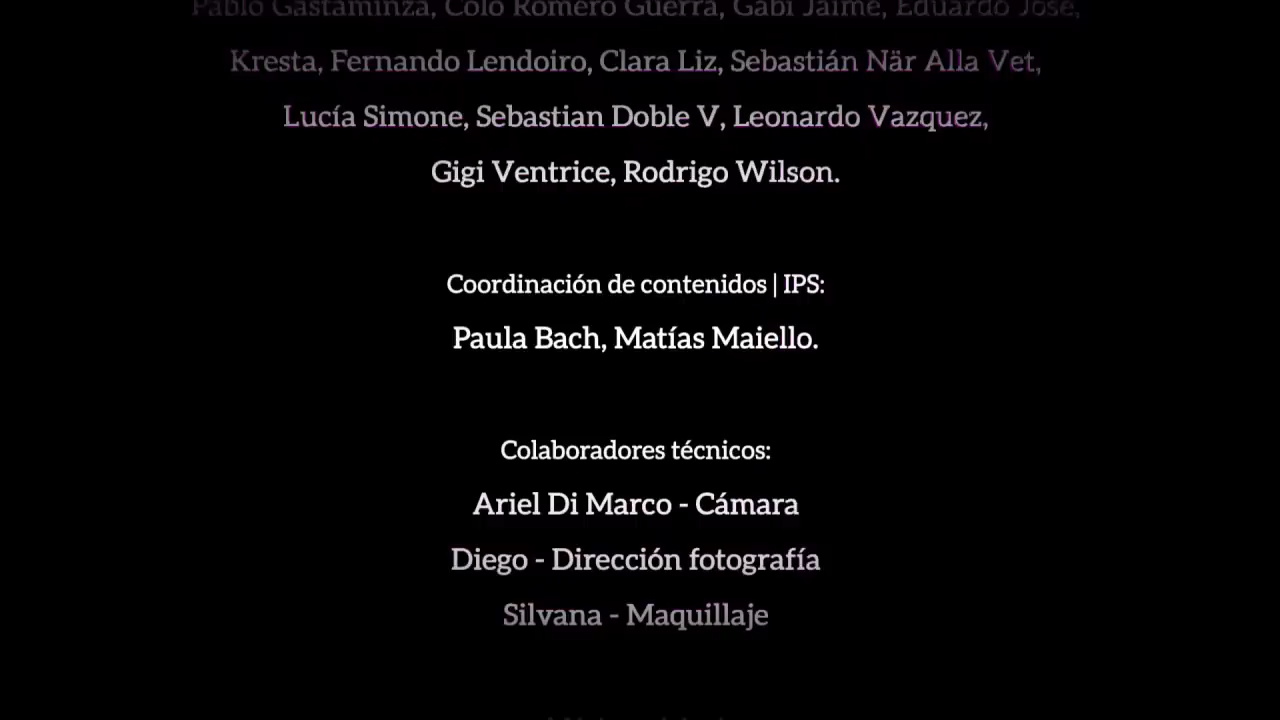 Pablo Gastaminza, Colo Romero Guerra, Gabi Jaime, Eduardo José,
Kresta, Fernando Lendoiro, Clara Liz, Sebastián När Alla Vet,
Lucía Simone, Sebastian Doble V, Leonardo Vazquez,
Gigi Ventrice, Rodrigo Wilson.
Coordinación de contenidos | IPS:
Paula Bach, Matías Maiello.
Colaboradores técnicos:
Ariel Di Marco - Cámara
Diego - Dirección fotografía
Silvana - Maquillaje